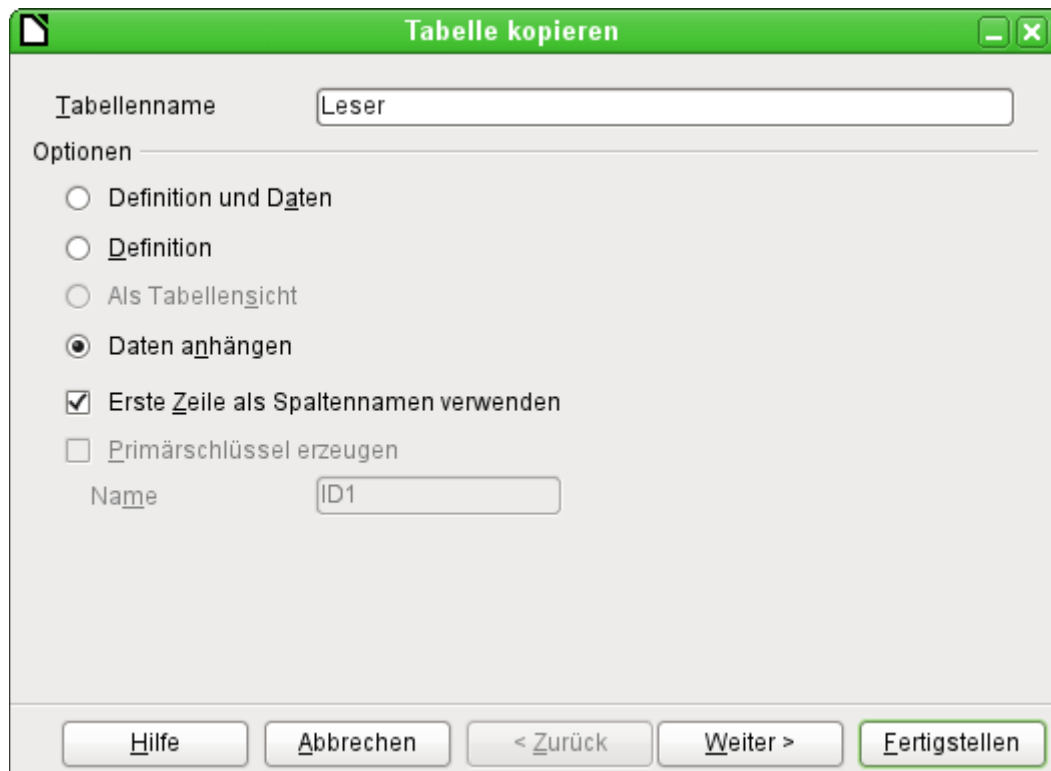 Tabelle kopieren
Tabellenname Leser
Optionen
Definition und Daten
Definition
Als Tabellensicht
Daten anhängen
Erste Zeile als Spaltennamen verwenden
Primärschlüssel erzeugen
Name ID1
Hilfe Abbrechen < Zurück Weiter > Fertigstellen